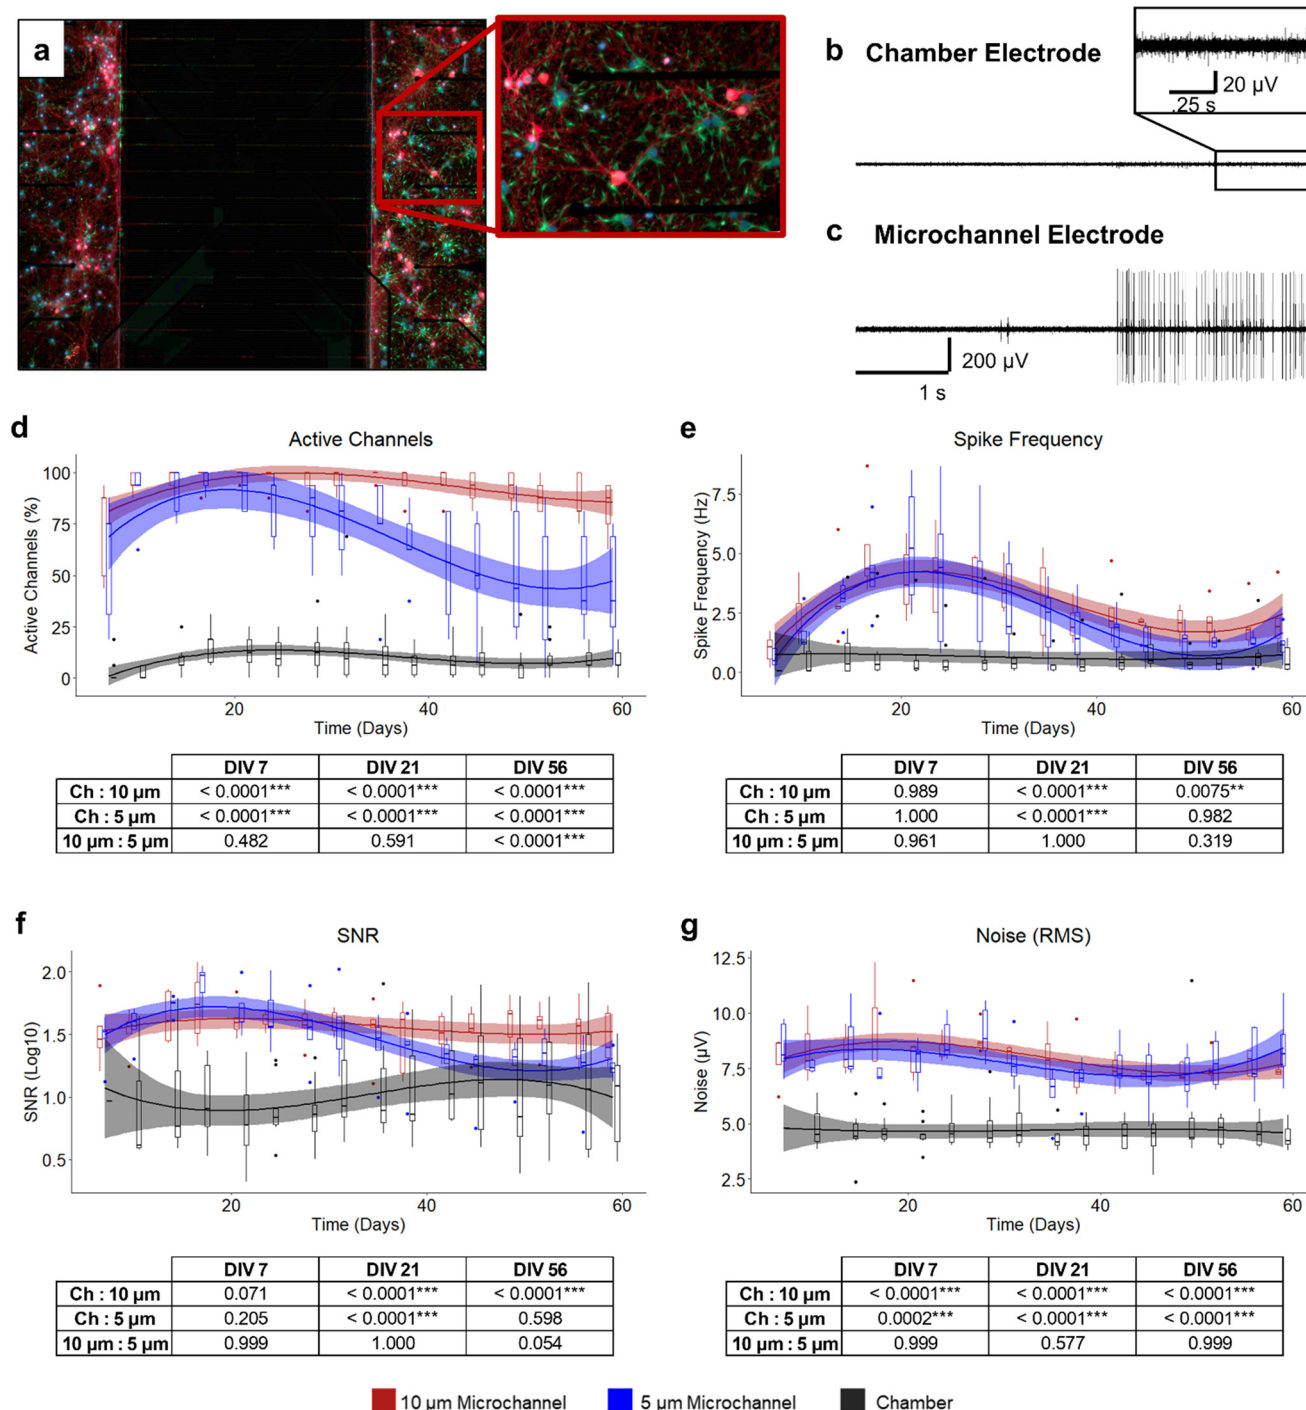 a
b Chamber Electrode
20 µV
.25 s
c Microchannel Electrode
200 µV
1 s
d
Active Channels
Active Channels (%)
100
75
50
25
0
20 40 60
Time (Days)
DIV 7 DIV 21 DIV 56
Ch : 10 µm < 0.0001*** < 0.0001*** < 0.0001***
Ch : 5 µm < 0.0001*** < 0.0001*** < 0.0001***
10 µm : 5 µm 0.482 0.591 < 0.0001***
e
Spike Frequency
Spike Frequency (Hz)
7.5
5.0
2.5
0.0
20 40 60
Time (Days)
DIV 7 DIV 21 DIV 56
Ch : 10 µm 0.989 < 0.0001*** 0.0075**
Ch : 5 µm 1.000 < 0.0001*** 0.982
10 µm : 5 µm 0.961 1.000 0.319
f
SNR
SNR (Log10)
2.0
1.5
1.0
0.5
20 40 60
Time (Days)
DIV 7 DIV 21 DIV 56
Ch : 10 µm 0.071 < 0.0001*** < 0.0001***
Ch : 5 µm 0.205 < 0.0001*** 0.598
10 µm : 5 µm 0.999 1.000 0.054
g
Noise (RMS)
Noise (µV)
12.5
10.0
7.5
5.0
2.5
20 40 60
Time (Days)
DIV 7 DIV 21 DIV 56
Ch : 10 µm < 0.0001*** < 0.0001*** < 0.0001***
Ch : 5 µm 0.0002*** < 0.0001*** < 0.0001***
10 µm : 5 µm 0.999 0.577 0.999
10 µm Microchannel 5 µm Microchannel Chamber